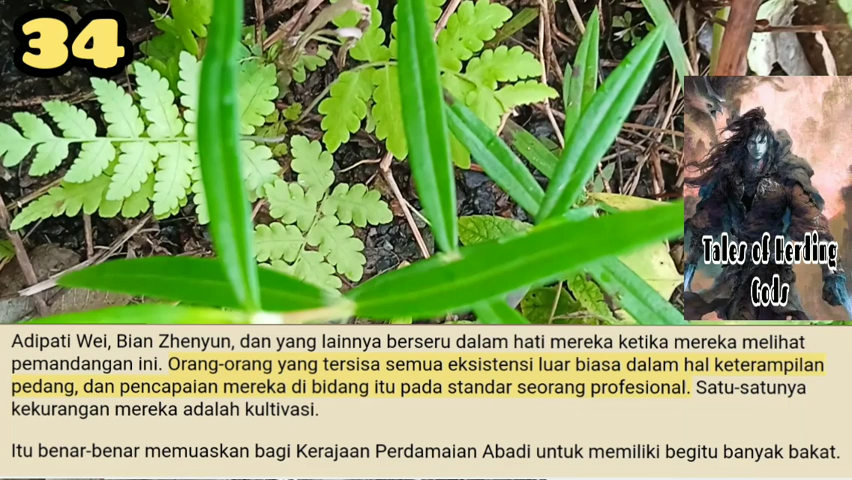 34
Tales of Herding
Gods
Adipati Wei, Bian Zhenyun, dan yang lainnya berseru dalam hati mereka ketika mereka melihat
pemandangan ini. Orang-orang yang tersisa semua eksistensi luar biasa dalam hal keterampilan
pedang, dan pencapaian mereka di bidang itu pada standar seorang profesional. Satu-satunya
kekurangan mereka adalah kultivasi.
Itu benar-benar memuaskan bagi Kerajaan Perdamaian Abadi untuk memiliki begitu banyak bakat.